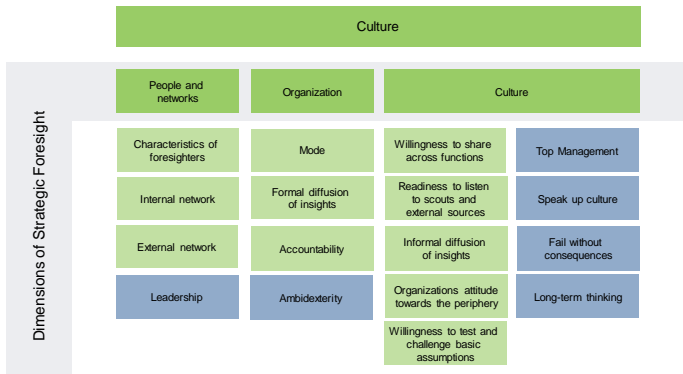 Culture
Dimensions of Strategic Foresight
People and
networks
Organization
Culture
Characteristics of
foresighters
Mode
Willingness to share
across functions
Top Management
Internal network
Formal diffusion
of insights
Readiness to listen
to scouts and
external sources
Speak up culture
External network
Accountability
Informal diffusion
of insights
Fail without
consequences
Leadership
Ambidexterity
Organizations attitude
towards the periphery
Long-term thinking
Willingness to test and
challenge basic
assumptions